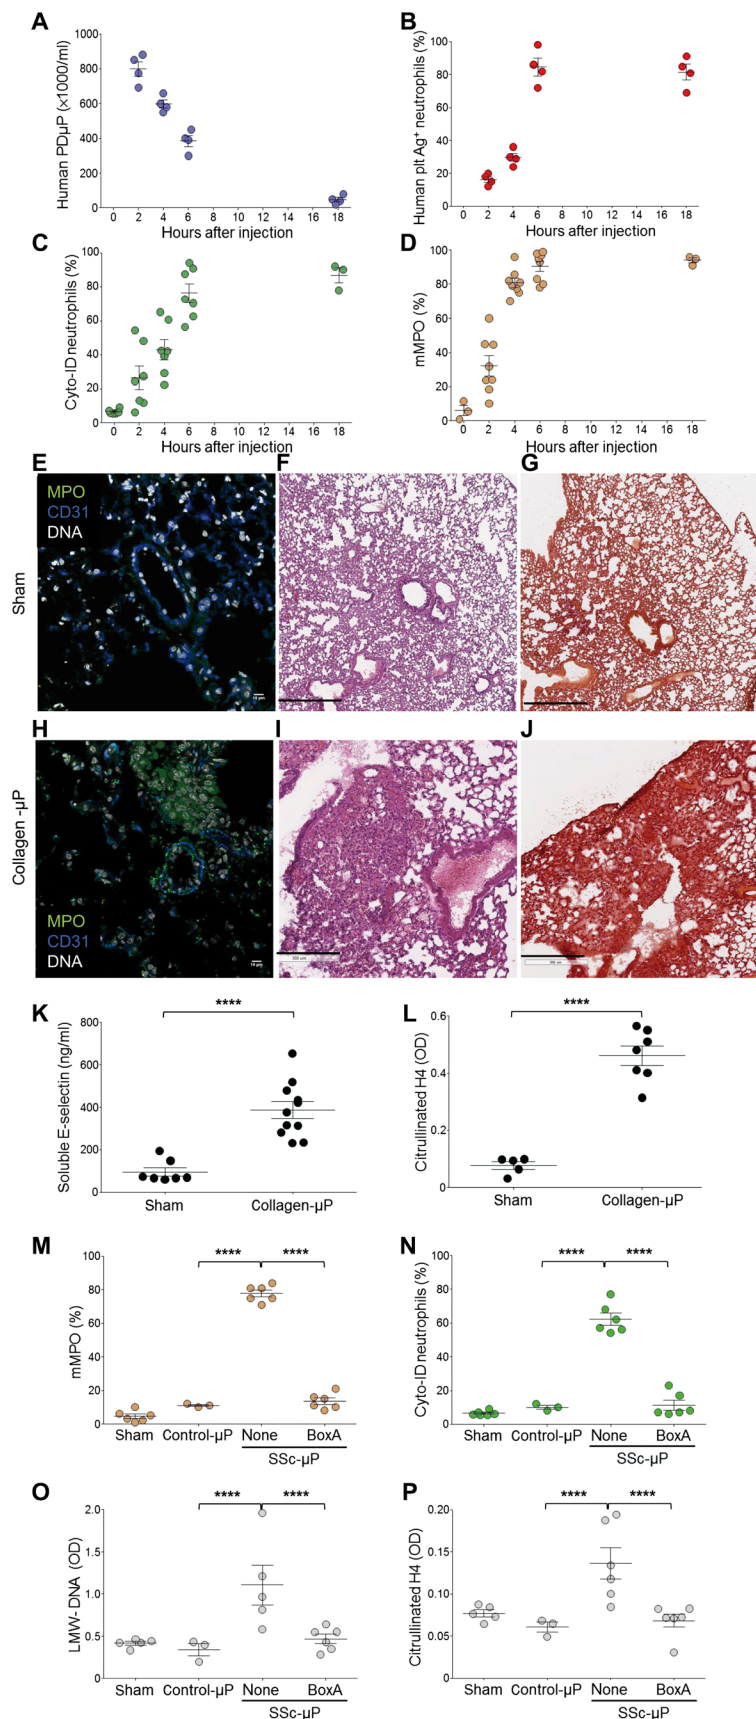 A
Human PDµP (×1000/ml)
1000
800
600
400
200
0
0 2 4 6 8 10 12 14 16 18
Hours after injection
B
Human plt Ag⁺ neutrophils (%)
100
80
60
40
20
0
0 2 4 6 8 10 12 14 16 18
Hours after injection
C
Cyto-ID neutrophils (%)
100
80
60
40
20
0
0 2 4 6 8 10 12 14 16 18
Hours after injection
D
mMPO (%)
100
80
60
40
20
0
0 2 4 6 8 10 12 14 16 18
Hours after injection
Sham
E
MPO
CD31
DNA
10 µm
F
G
Collagen -µP
H
MPO
CD31
DNA
10 µm
I
J
K
Soluble E-selectin (ng/ml)
800
600
400
200
0
****
Sham Collagen-µP
L
Citrullinated H4 (OD)
0.6
0.4
0.2
0
****
Sham Collagen-µP
M
mMPO (%)
100
80
60
40
20
0
**** ****
Sham Control-µP None BoxA
SSc-µP
N
Cyto-ID neutrophils (%)
100
80
60
40
20
0
**** ****
Sham Control-µP None BoxA
SSc-µP
O
LMW- DNA (OD)
2.0
1.5
1.0
0.5
0
**** ****
Sham Control-µP None BoxA
SSc-µP
P
Citrullinated H4 (OD)
0.20
0.15
0.10
0.05
0
**** ****
Sham Control-µP None BoxA
SSc-µP